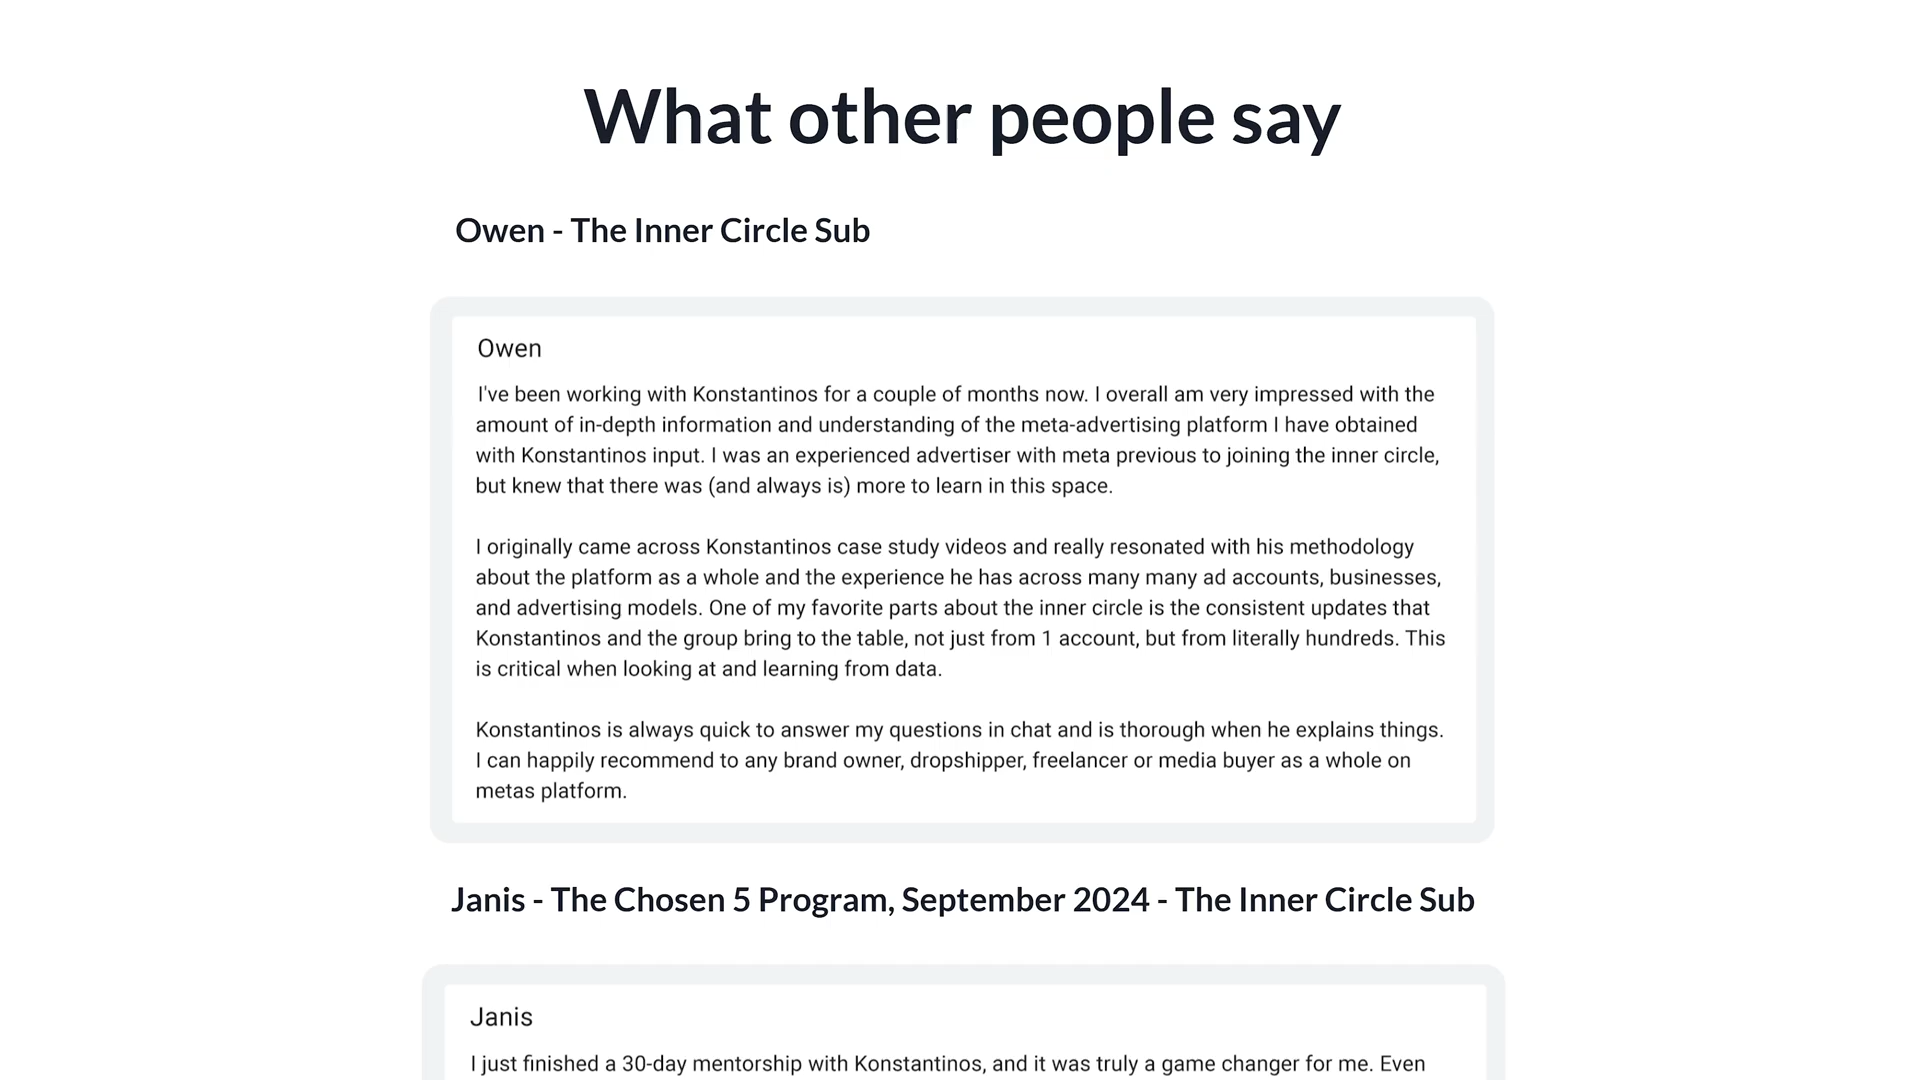 What other people say
Owen - The Inner Circle Sub
Owen
I've been working with Konstantinos for a couple of months now. I overall am very impressed with the
amount of in-depth information and understanding of the meta-advertising platform I have obtained
with Konstantinos input. I was an experienced advertiser with meta previous to joining the inner circle,
but knew that there was (and always is) more to learn in this space.
I originally came across Konstantinos case study videos and really resonated with his methodology
about the platform as a whole and the experience he has across many many ad accounts, businesses,
and advertising models. One of my favorite parts about the inner circle is the consistent updates that
Konstantinos and the group bring to the table, not just from 1 account, but from literally hundreds. This
is critical when looking at and learning from data.
Konstantinos is always quick to answer my questions in chat and is thorough when he explains things.
I can happily recommend to any brand owner, dropshipper, freelancer or media buyer as a whole on
metas platform.
Janis - The Chosen 5 Program, September 2024 - The Inner Circle Sub
Janis
I just finished a 30-day mentorship with Konstantinos, and it was truly a game changer for me. Even